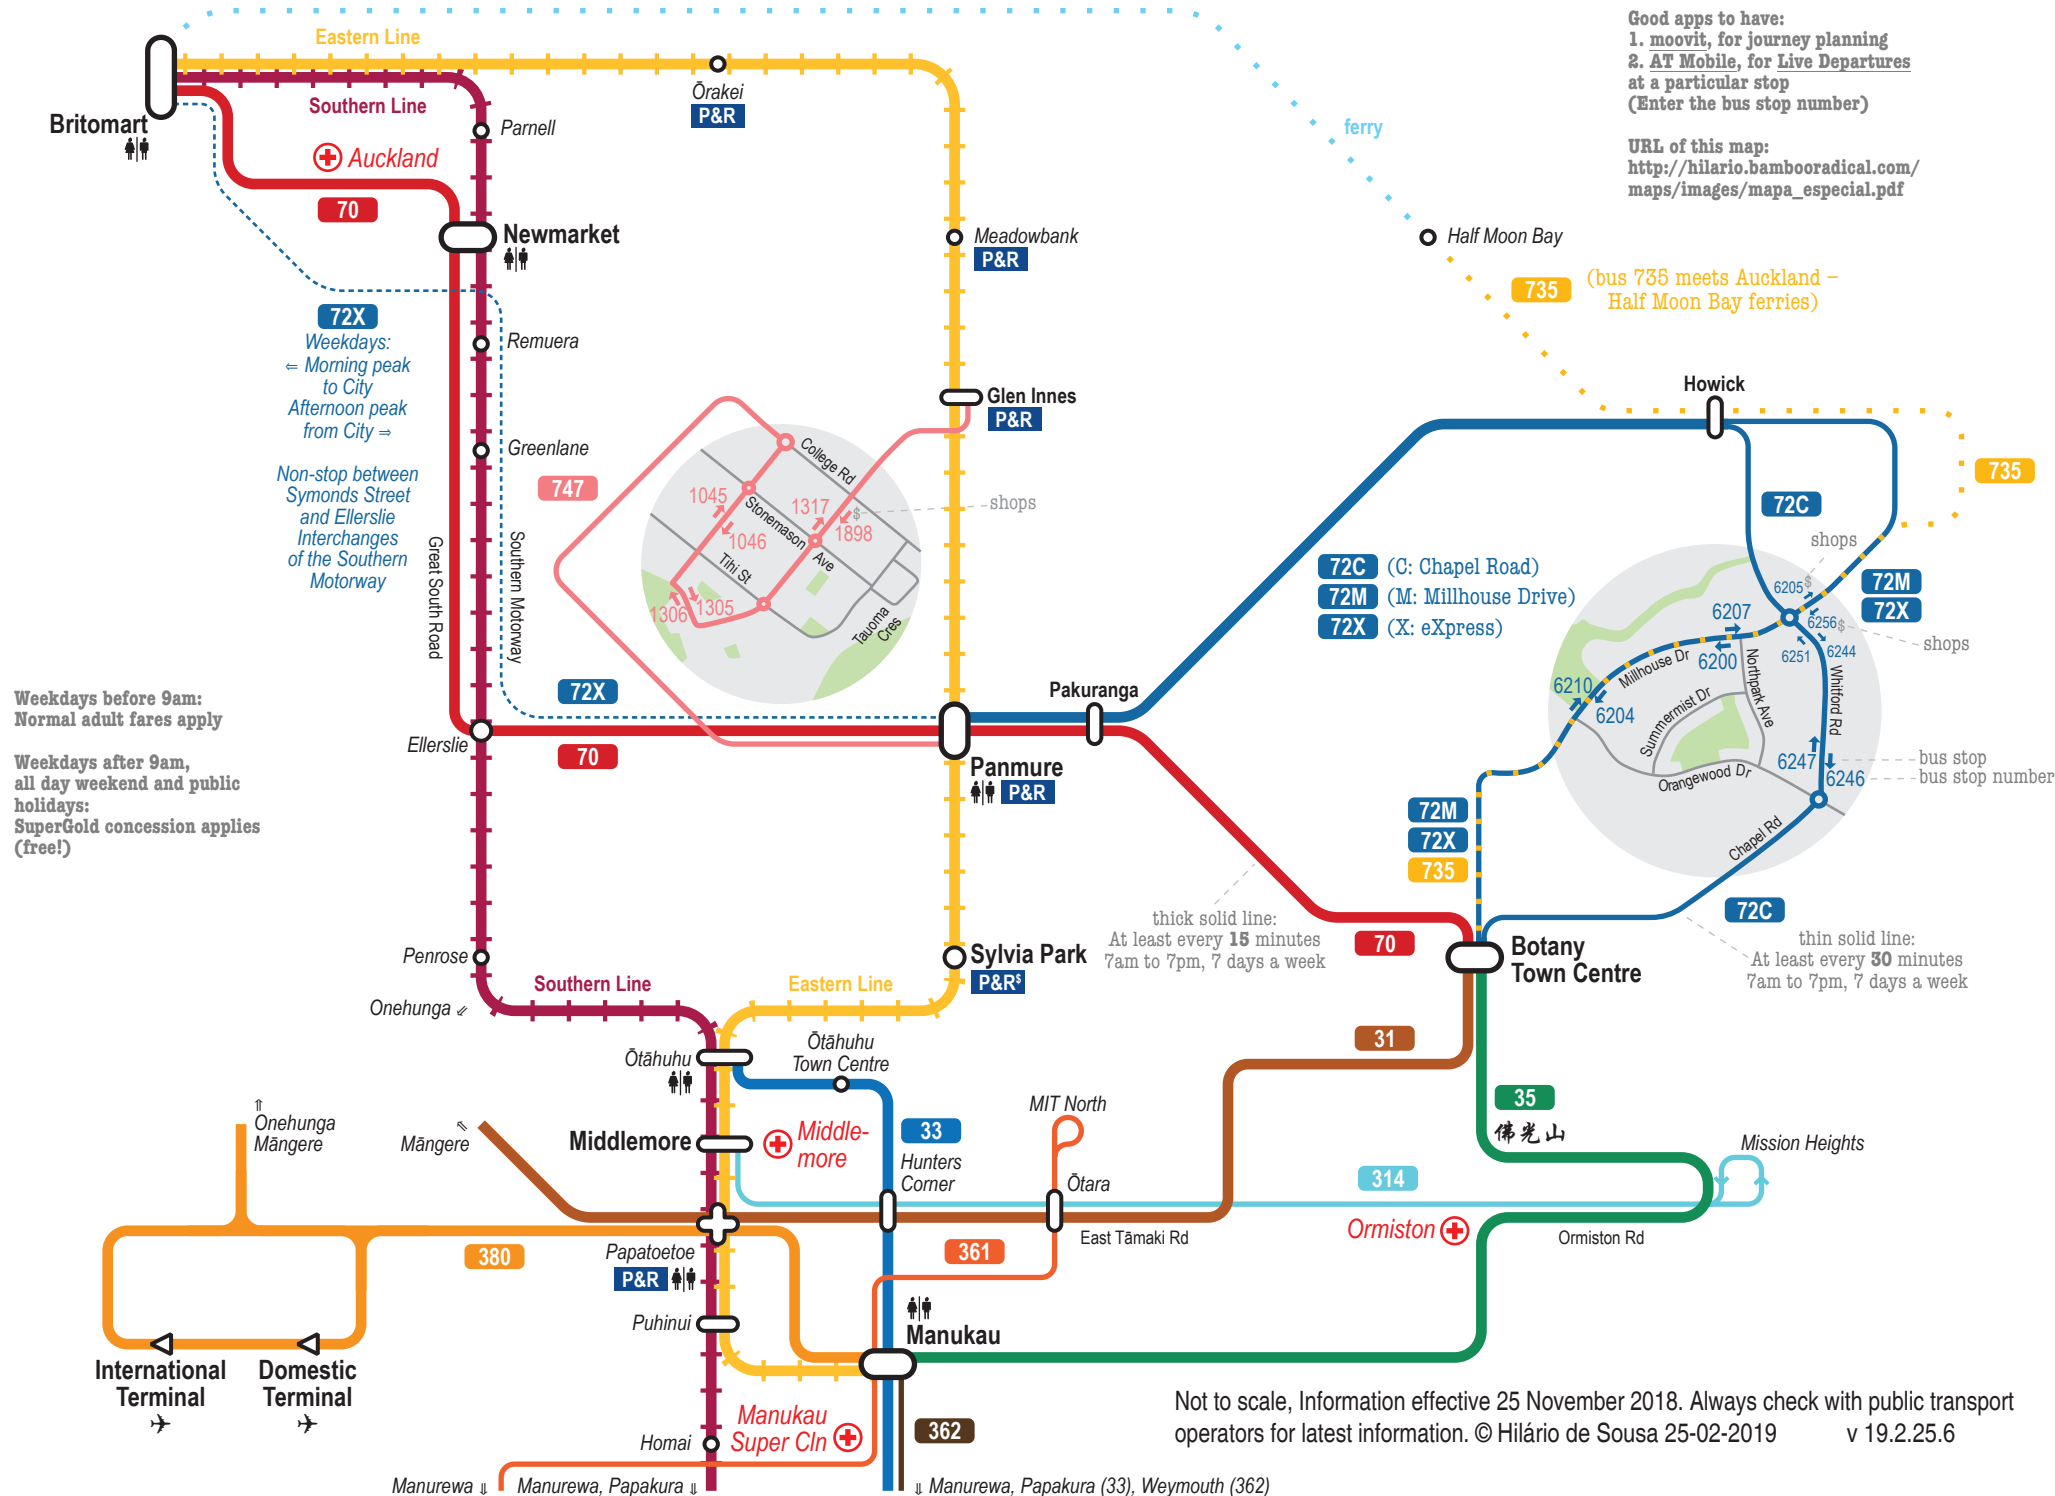 Good apps to have:
1. moovit, for journey planning
2. AT Mobile, for Live Departures
at a particular stop
(Enter the bus stop number)
URL of this map:
http://hilario.bambooradical.com/
maps/images/mapa_especial.pdf
Eastern Line
Southern Line
Britomart
Ōrakei
P&R
Parnell
Auckland
70
Newmarket
ferry
Meadowbank
P&R
Half Moon Bay
735
(bus 735 meets Auckland –
Half Moon Bay ferries)
72X
Weekdays:
⇐ Morning peak
to City
Afternoon peak
from City ⇒
Non-stop between
Symonds Street
and Ellerslie
Interchanges
of the Southern
Motorway
Remuera
Greenlane
Great South Road
Southern Motorway
Glen Innes
P&R
747
College Rd
1045
1317
Stonemason
Ave
1046
1898
$
shops
Tihi St
1306
1305
Tauoma
Cres
Howick
735
72C
shops
72C
(C: Chapel Road)
72M
(M: Millhouse Drive)
72X
(X: eXpress)
6205
$
72M
72X
6207
6256
$
shops
6200
6251
6244
Millhouse Dr
Northpark Ave
Whitford Rd
6210
6204
Summermist Dr
6247
6246
bus stop
bus stop number
Orangewood Dr
Chapel Rd
Weekdays before 9am:
Normal adult fares apply
Weekdays after 9am,
all day weekend and public
holidays:
SuperGold concession applies
(free!)
72X
Pakuranga
Ellerslie
70
Panmure
P&R
72M
72X
735
72C
thick solid line:
At least every 15 minutes
7am to 7pm, 7 days a week
70
Botany
Town Centre
thin solid line:
At least every 30 minutes
7am to 7pm, 7 days a week
Penrose
Sylvia Park
P&R$
Southern Line
Eastern Line
Onehunga ⇙
Ōtāhuhu
Ōtāhuhu
Town Centre
31
⇑
Onehunga
Māngere
⇖
Māngere
Middlemore
Middle-
more
33
Hunters
Corner
MIT North
Ōtara
35
佛光山
Mission Heights
314
East Tāmaki Rd
Ormiston
Ormiston Rd
380
Papatoetoe
P&R
361
Puhinui
Manukau
International
Terminal
Domestic
Terminal
Manukau
Super Cln
362
Homai
Not to scale, Information effective 25 November 2018. Always check with public transport
operators for latest information. © Hilário de Sousa 25-02-2019 v 19.2.25.6
Manurewa ⇓
Manurewa, Papakura ⇓
⇓ Manurewa, Papakura (33), Weymouth (362)